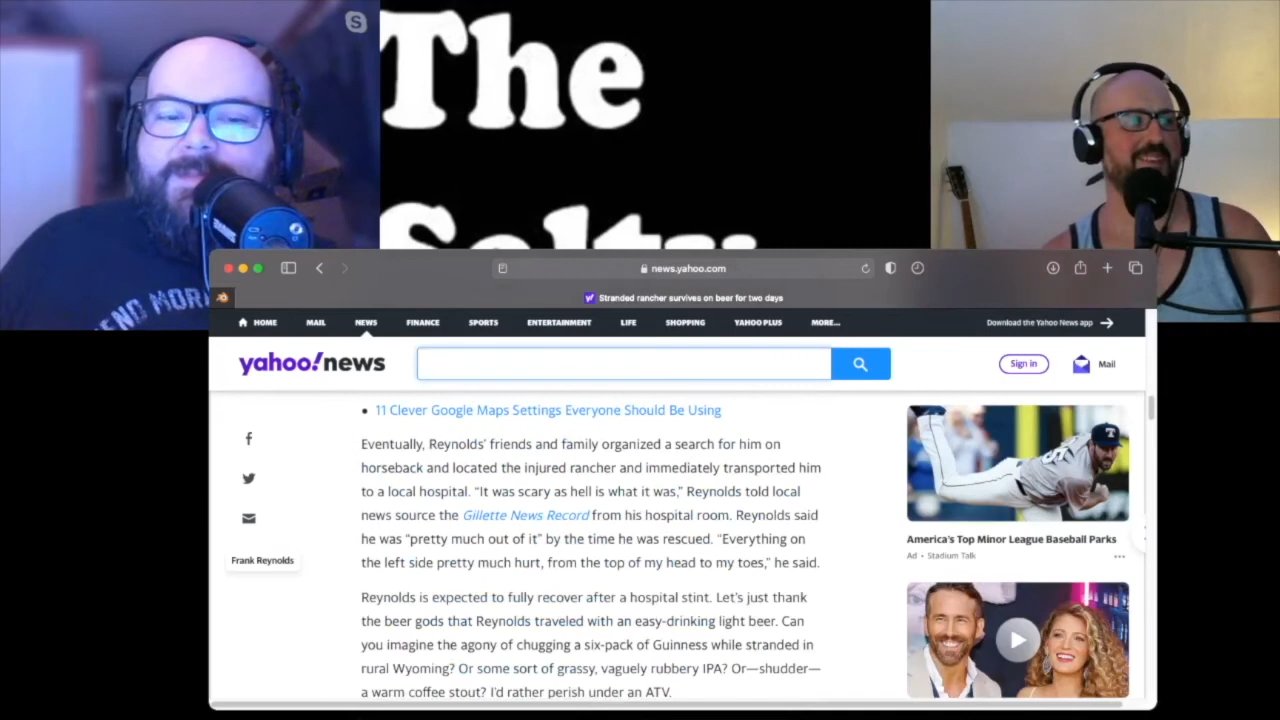 The
Salty
END MOR
news.yahoo.com
Stranded rancher survives on beer for two days
HOME MAIL NEWS FINANCE SPORTS ENTERTAINMENT LIFE SHOPPING YAHOO PLUS MORE... Download the Yahoo News app
yahoo!news
Sign in
Mail
11 Clever Google Maps Settings Everyone Should Be Using
Eventually, Reynolds' friends and family organized a search for him on
horseback and located the injured rancher and immediately transported him
to a local hospital. "It was scary as hell is what it was," Reynolds told local
news source the Gillette News Record from his hospital room. Reynolds said
he was "pretty much out of it" by the time he was rescued. "Everything on
the left side pretty much hurt, from the top of my head to my toes," he said.
Reynolds is expected to fully recover after a hospital stint. Let's just thank
the beer gods that Reynolds traveled with an easy-drinking light beer. Can
you imagine the agony of chugging a six-pack of Guinness while stranded in
rural Wyoming? Or some sort of grassy, vaguely rubbery IPA? Or—shudder—
a warm coffee stout? I'd rather perish under an ATV.
Frank Reynolds
America's Top Minor League Baseball Parks
Ad • Stadium Talk